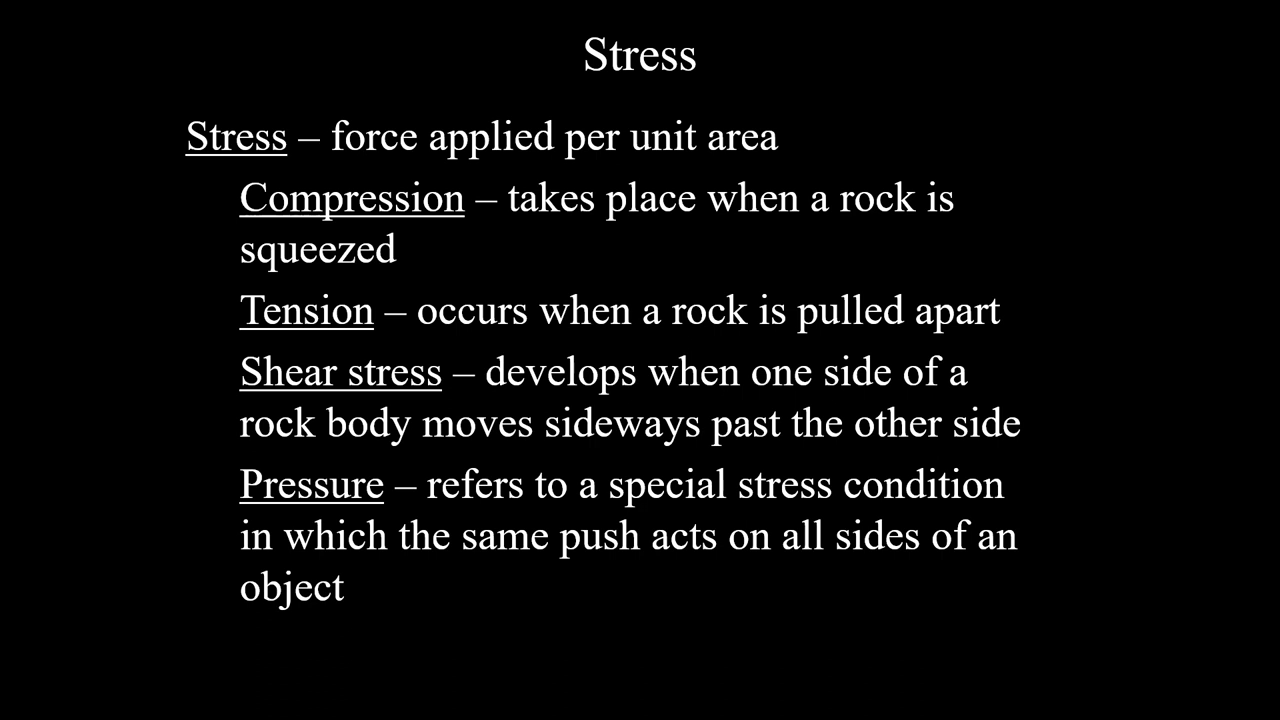 Stress
Stress – force applied per unit area
Compression – takes place when a rock is
squeezed
Tension – occurs when a rock is pulled apart
Shear stress – develops when one side of a
rock body moves sideways past the other side
Pressure – refers to a special stress condition
in which the same push acts on all sides of an
object